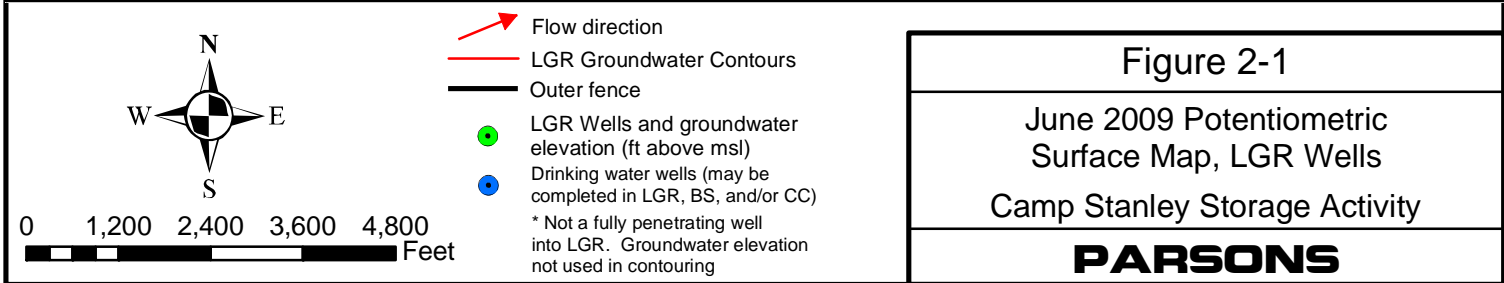 N
W E
S
0 1,200 2,400 3,600 4,800
Feet
Flow direction
LGR Groundwater Contours
Outer fence
LGR Wells and groundwater
elevation (ft above msl)
Drinking water wells (may be
completed in LGR, BS, and/or CC)
* Not a fully penetrating well
into LGR. Groundwater elevation
not used in contouring
Figure 2-1
June 2009 Potentiometric
Surface Map, LGR Wells
Camp Stanley Storage Activity
PARSONS